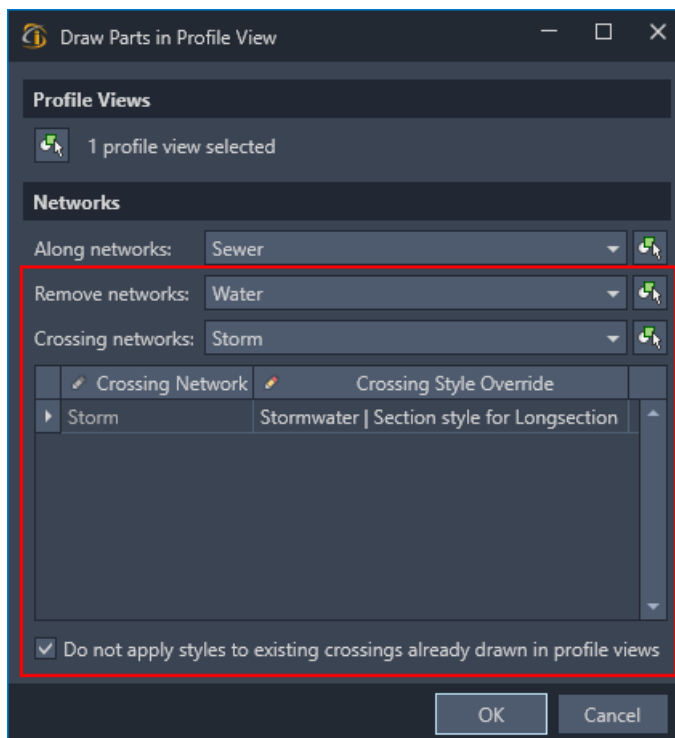 Draw Parts in Profile View
Profile Views
1 profile view selected
Networks
Along networks: Sewer
Remove networks: Water
Crossing networks: Storm
Crossing Network Crossing Style Override
Storm Stormwater | Section style for Longsection
Do not apply styles to existing crossings already drawn in profile views
OK Cancel